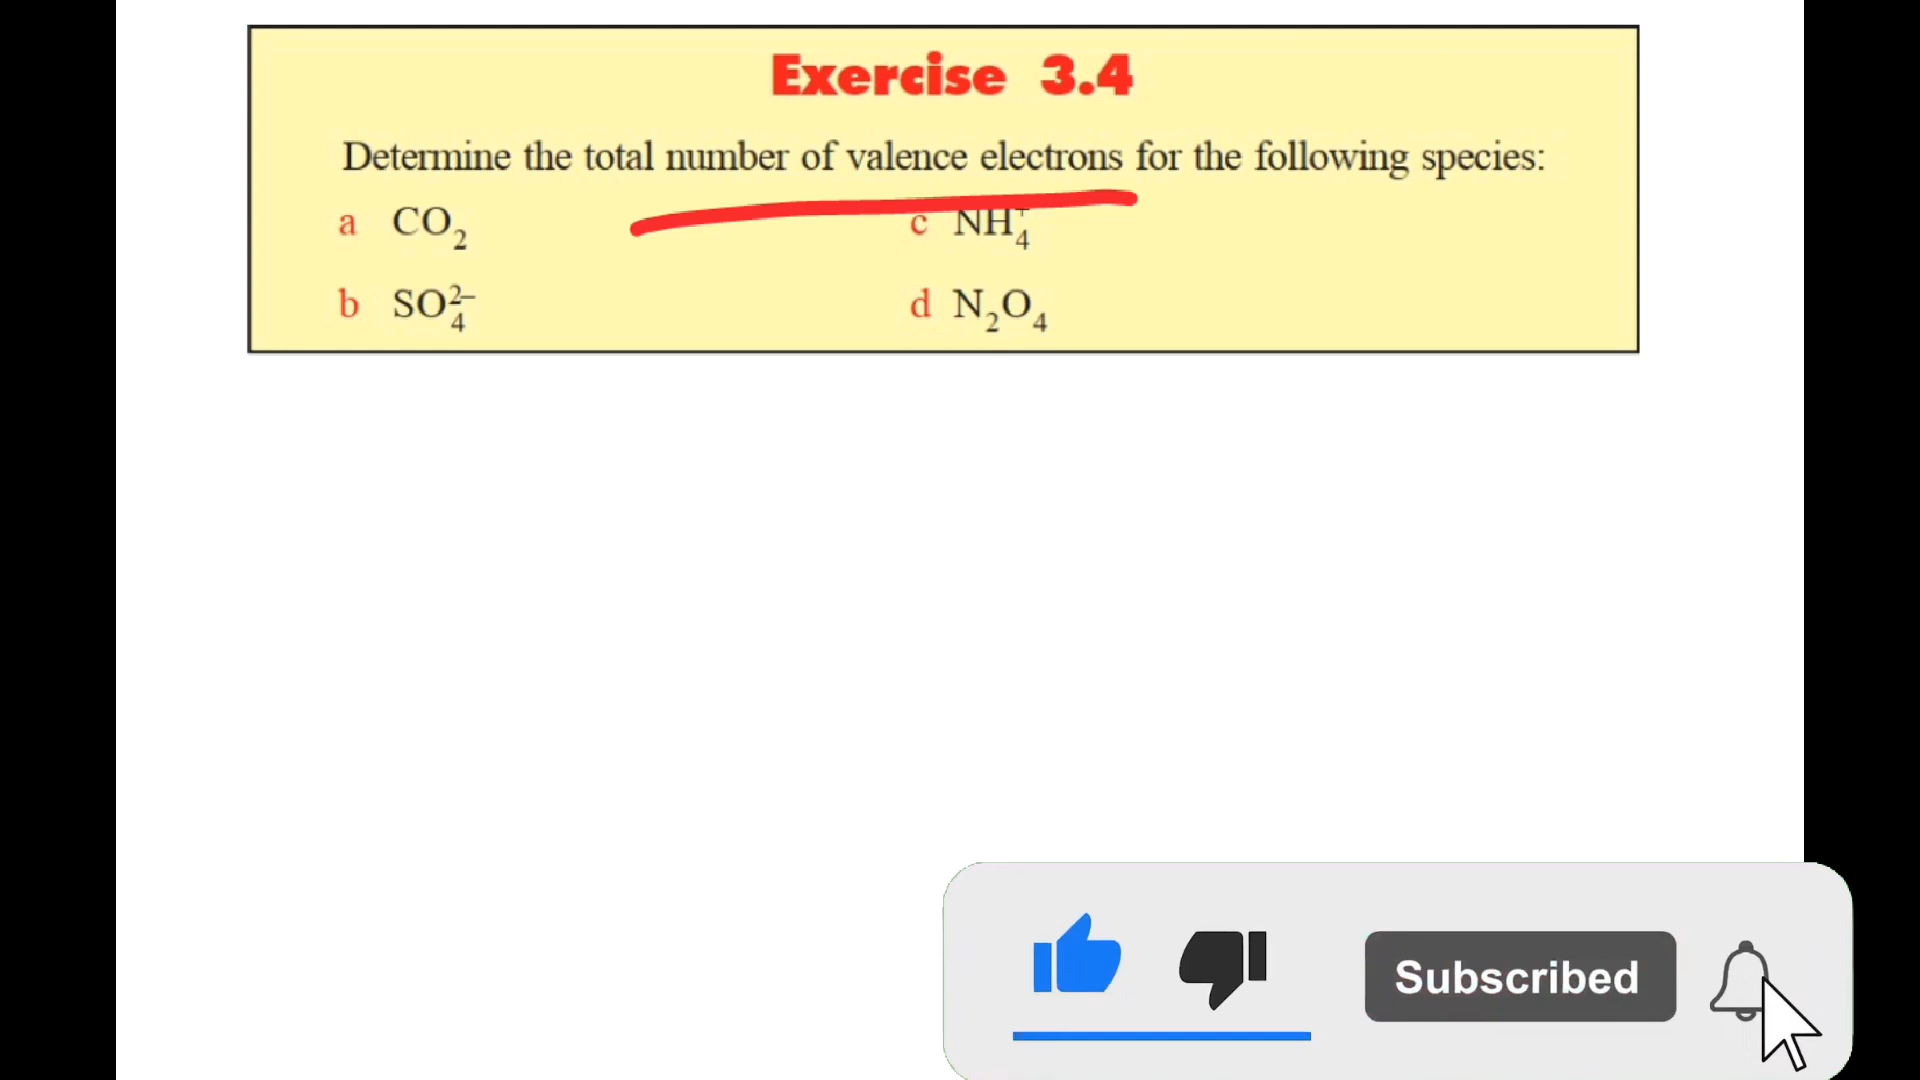 Exercise 3.4
Determine the total number of valence electrons for the following species:
a CO₂
c NH₄⁺
b SO₄²⁻
d N₂O₄
Subscribed